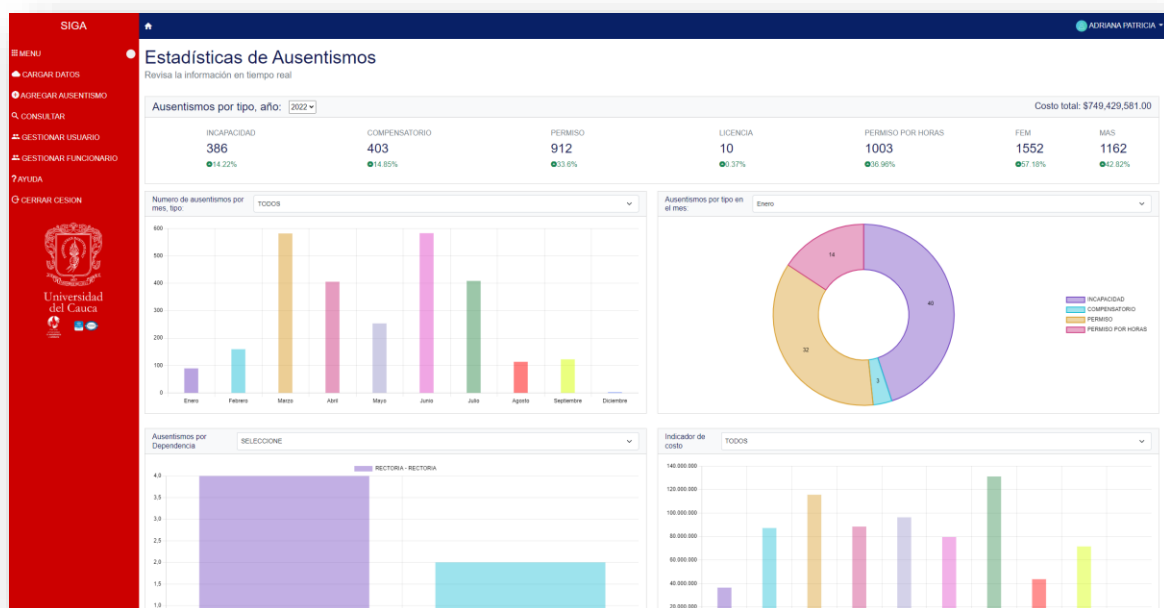 SIGA
ADRIANA PATRICIA
MENU
CARGAR DATOS
AGREGAR AUSENTISMO
CONSULTAR
GESTIONAR USUARIO
GESTIONAR FUNCIONARIO
? AYUDA
CERRAR CESION
Universidad
del Cauca
Estadísticas de Ausentismos
Revisa la información en tiempo real
Ausentismos por tipo, año: 2022
Costo total: $749,429,581.00
INCAPACIDAD COMPENSATORIO PERMISO LICENCIA PERMISO POR HORAS FEM MAS
386 403 912 10 1003 1552 1162
14.22% 14.85% 33.6% 0.37% 36.96% 57.18% 42.82%
Numero de ausentismos por
mes, tipo:
TODOS
600
500
400
300
200
100
0
Enero Febrero Marzo Abril Mayo Junio Julio Agosto Septiembre Diciembre
Ausentismos por tipo en
el mes:
Enero
14
40
32
3
INCAPACIDAD
COMPENSATORIO
PERMISO
PERMISO POR HORAS
Ausentismos por
Dependencia
SELECCIONE
RECTORIA - RECTORIA
4,0
3,5
3,0
2,5
2,0
1,5
1,0
Indicador de
costo
TODOS
140.000.000
120.000.000
100.000.000
80.000.000
60.000.000
40.000.000
20.000.000